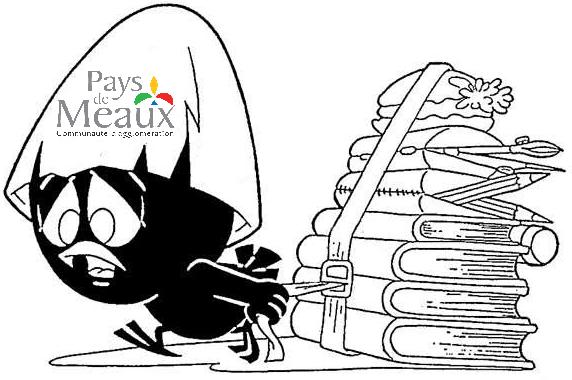 Pays
de
Meaux
Communauté d'agglomération